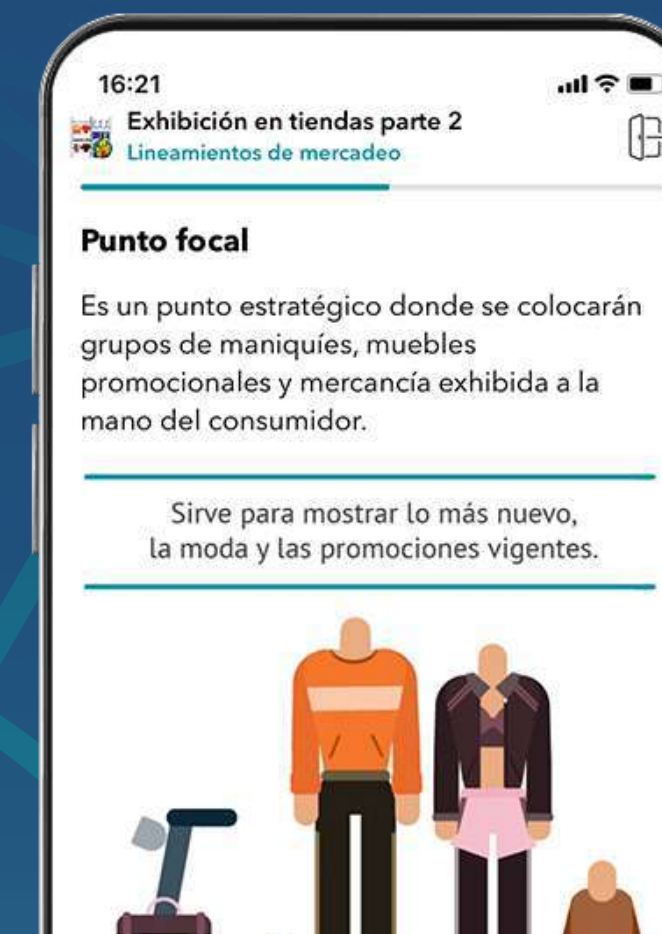 16:21
Exhibición en tiendas parte 2
Lineamientos de mercadeo
Punto focal
Es un punto estratégico donde se colocarán
grupos de maniquíes, muebles
promocionales y mercancía exhibida a la
mano del consumidor.
Sirve para mostrar lo más nuevo,
la moda y las promociones vigentes.